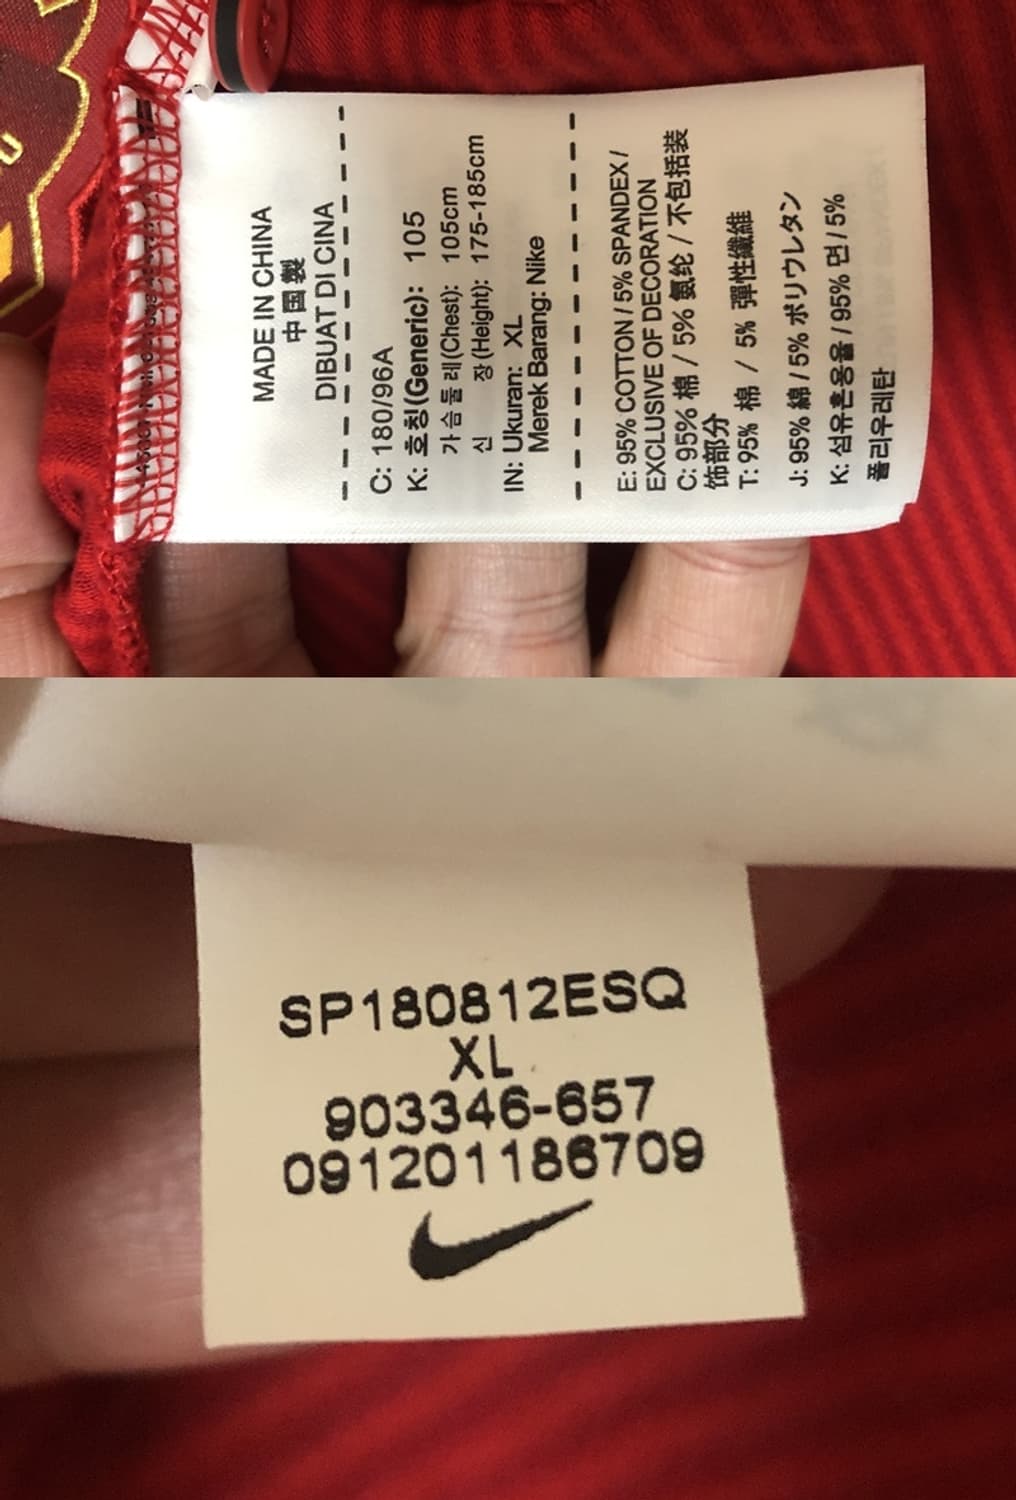 MADE IN CHINA
中国製
DIBUAT DI CINA
C: 180/96A
K: 호칭(Generic): 105
가슴둘레(Chest): 105cm
신 장(Height): 175-185cm
IN: Ukuran: XL
Merek Barang: Nike
E: 95% COTTON / 5% SPANDEX /
EXCLUSIVE OF DECORATION
C: 95% 棉 / 5% 氨纶 / 不包括装
饰部分
T: 95% 棉 / 5% 彈性纖維
J: 95% 綿 / 5% ポリウレタン
K: 섬유혼용율 / 95% 면 / 5%
폴리우레탄
SP180812ESQ
XL
903346-657
091201186709